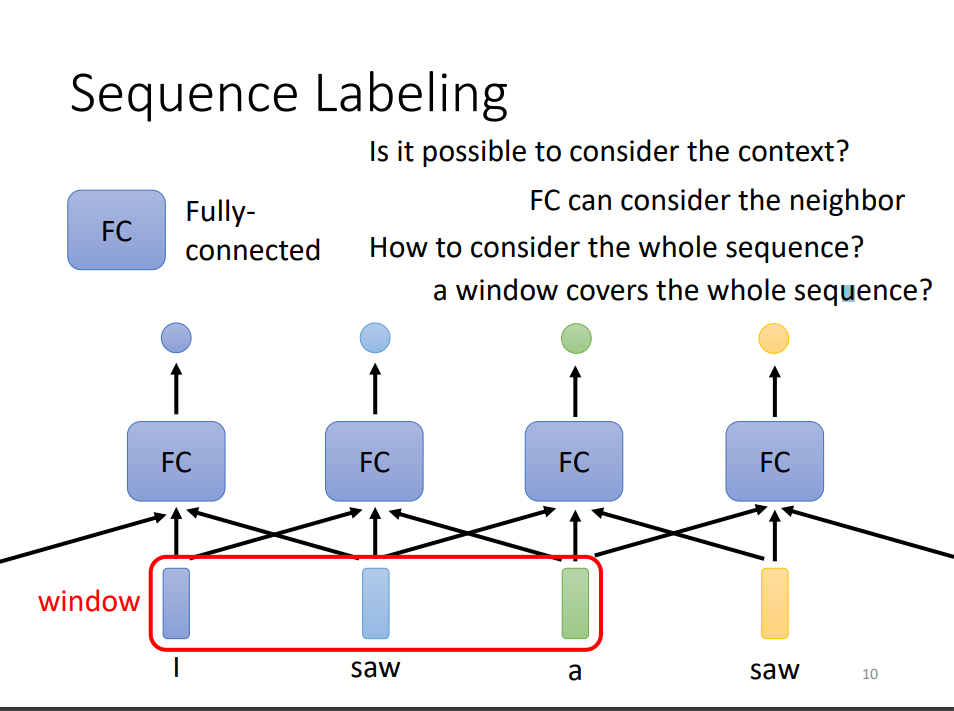 Sequence Labeling
Is it possible to consider the context?
FC can consider the neighbor
How to consider the whole sequence?
a window covers the whole sequence?
FC
Fully-
connected
FC FC FC FC
window
I saw a saw
10